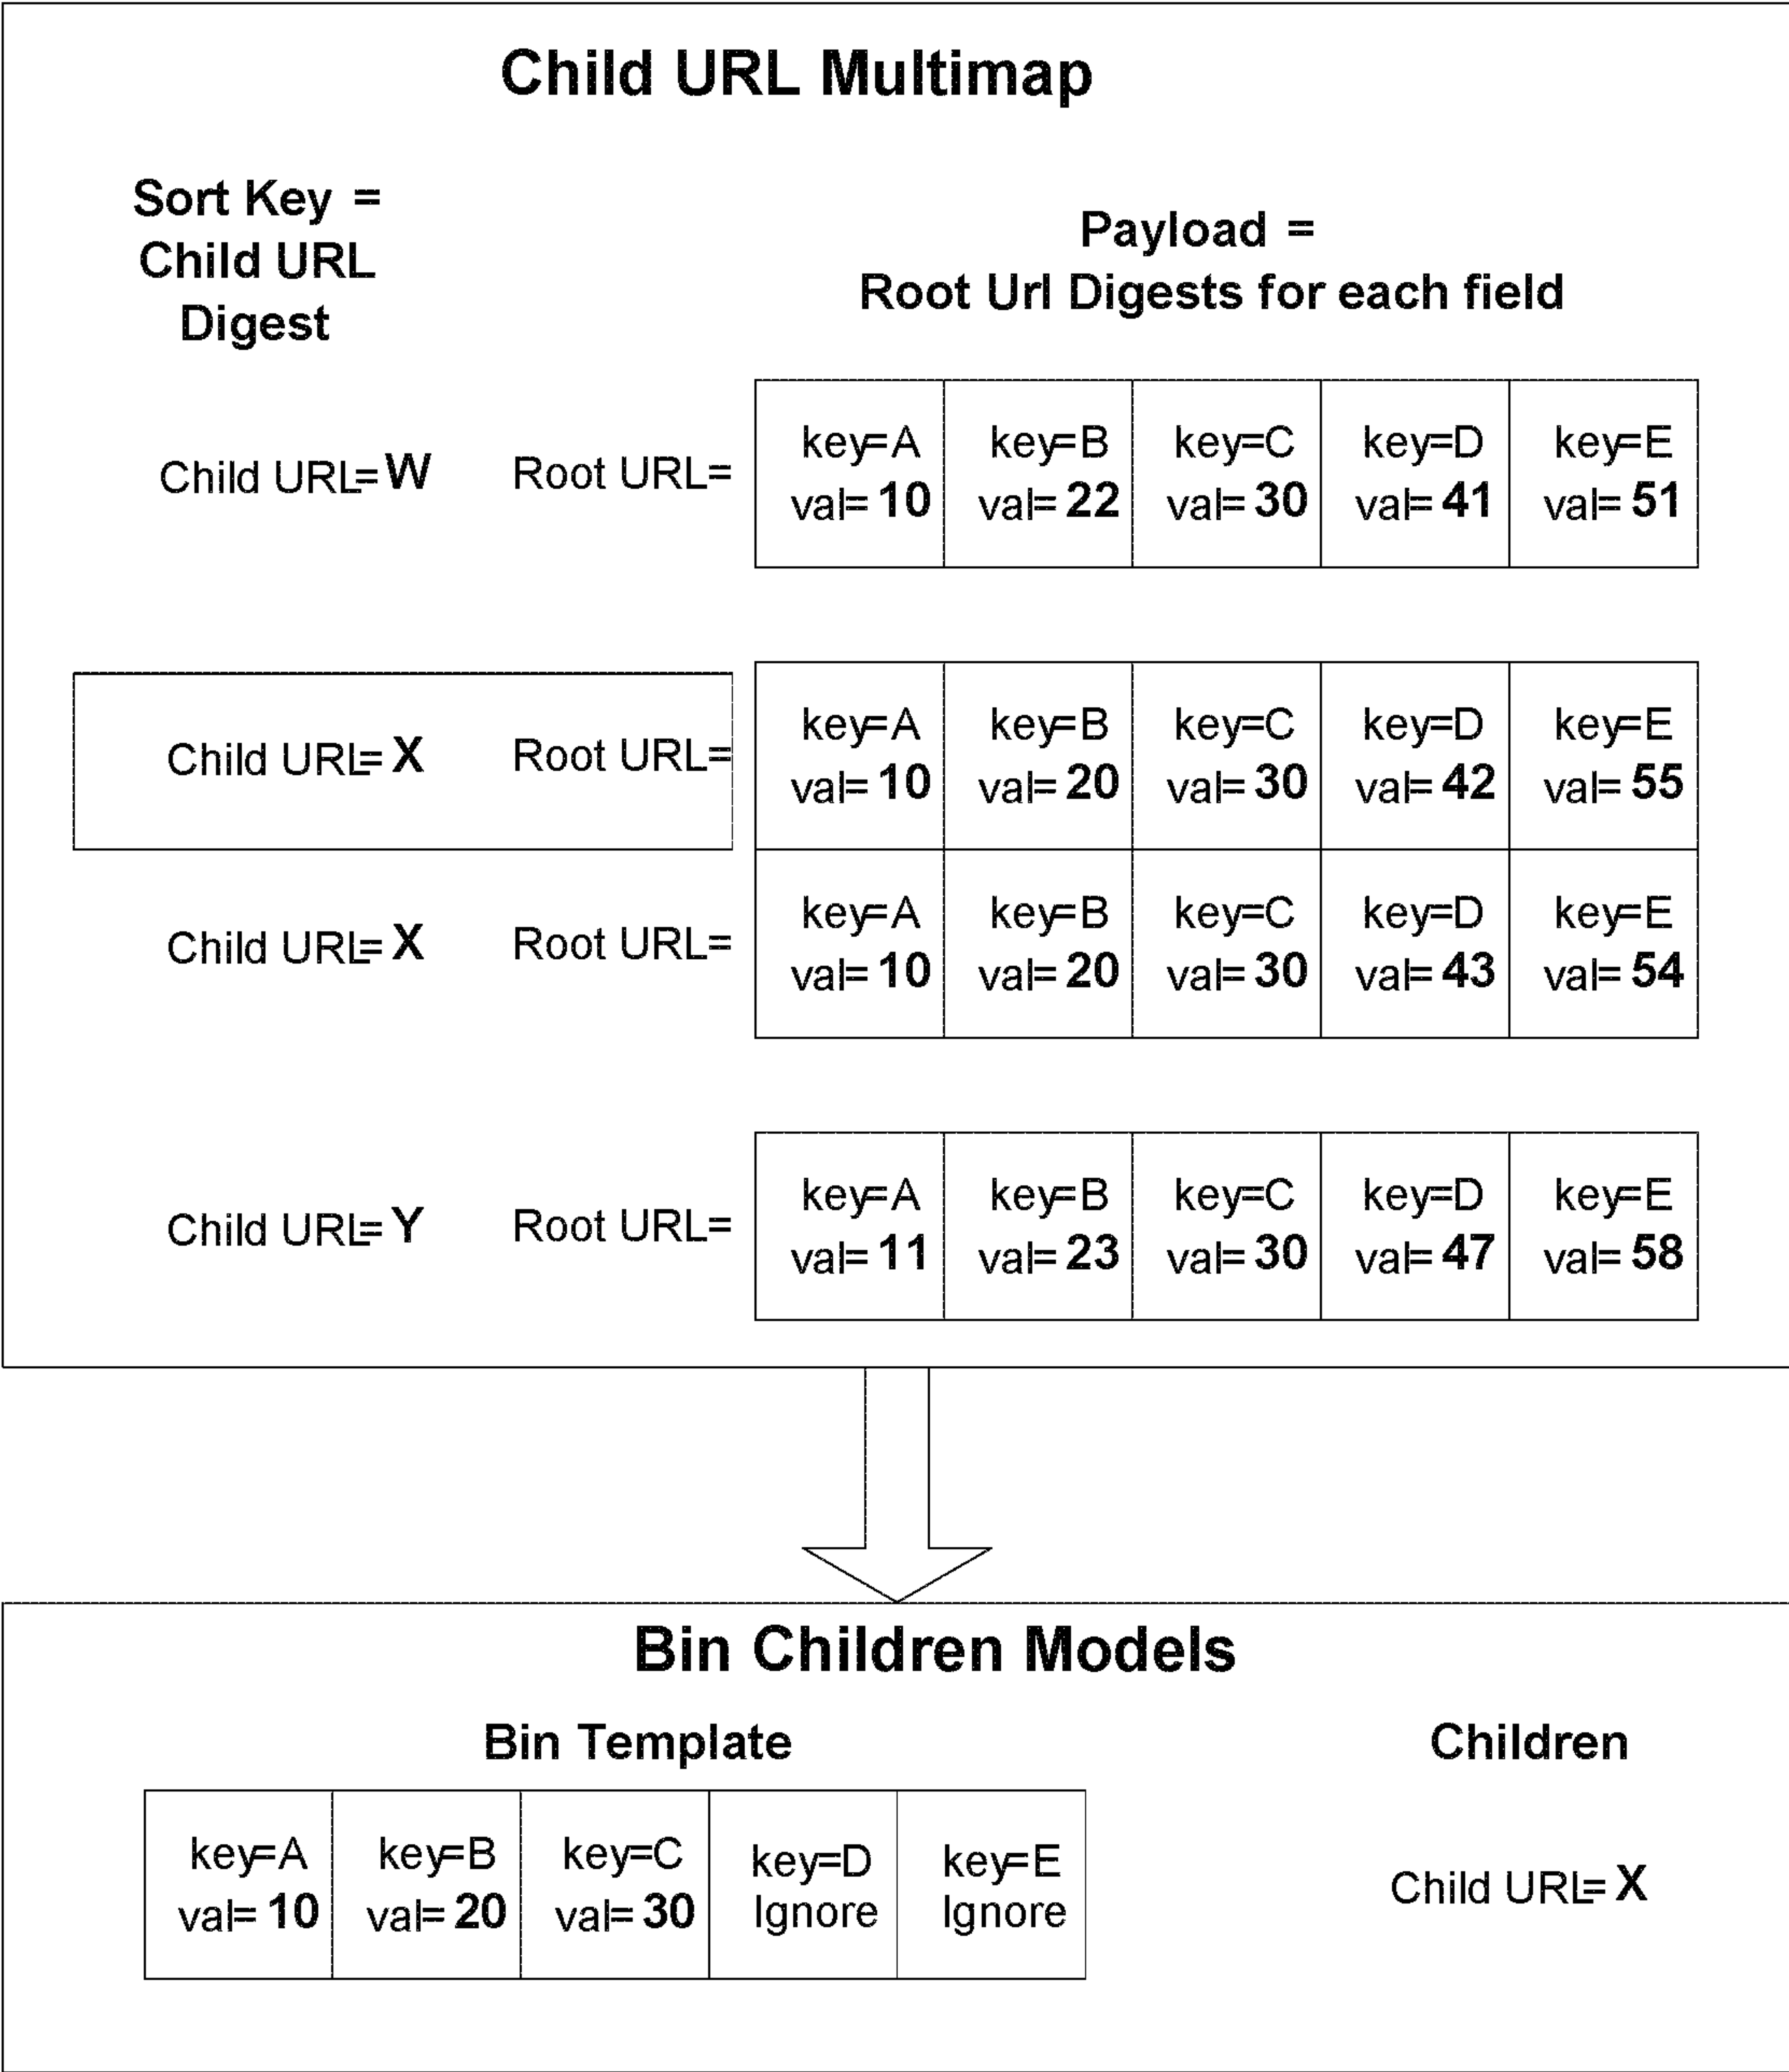 Child URL Multimap
Sort Key =
Child URL
Digest
Payload =
Root Url Digests for each field
Child URL= W Root URL=
key=A key=B key=C key=D key=E
val= 10 val= 22 val= 30 val= 41 val= 51
Child URL= X Root URL=
key=A key=B key=C key=D key=E
val= 10 val= 20 val= 30 val= 42 val= 55
Child URL= X Root URL=
key=A key=B key=C key=D key=E
val= 10 val= 20 val= 30 val= 43 val= 54
Child URL= Y Root URL=
key=A key=B key=C key=D key=E
val= 11 val= 23 val= 30 val= 47 val= 58
Bin Children Models
Bin Template
Children
key=A key=B key=C key=D key=E
val= 10 val= 20 val= 30 Ignore Ignore
Child URL= X